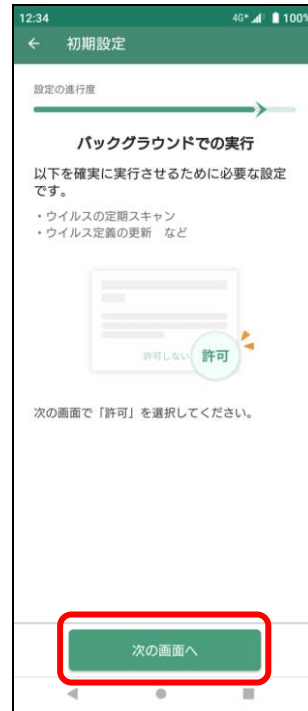 12:34 4G+ 100%
← 初期設定
設定の進行度
バックグラウンドでの実行
以下を確実に実行させるために必要な設定
です。
・ウイルスの定期スキャン
・ウイルス定義の更新　など
許可しない 許可
次の画面で「許可」を選択してください。
次の画面へ